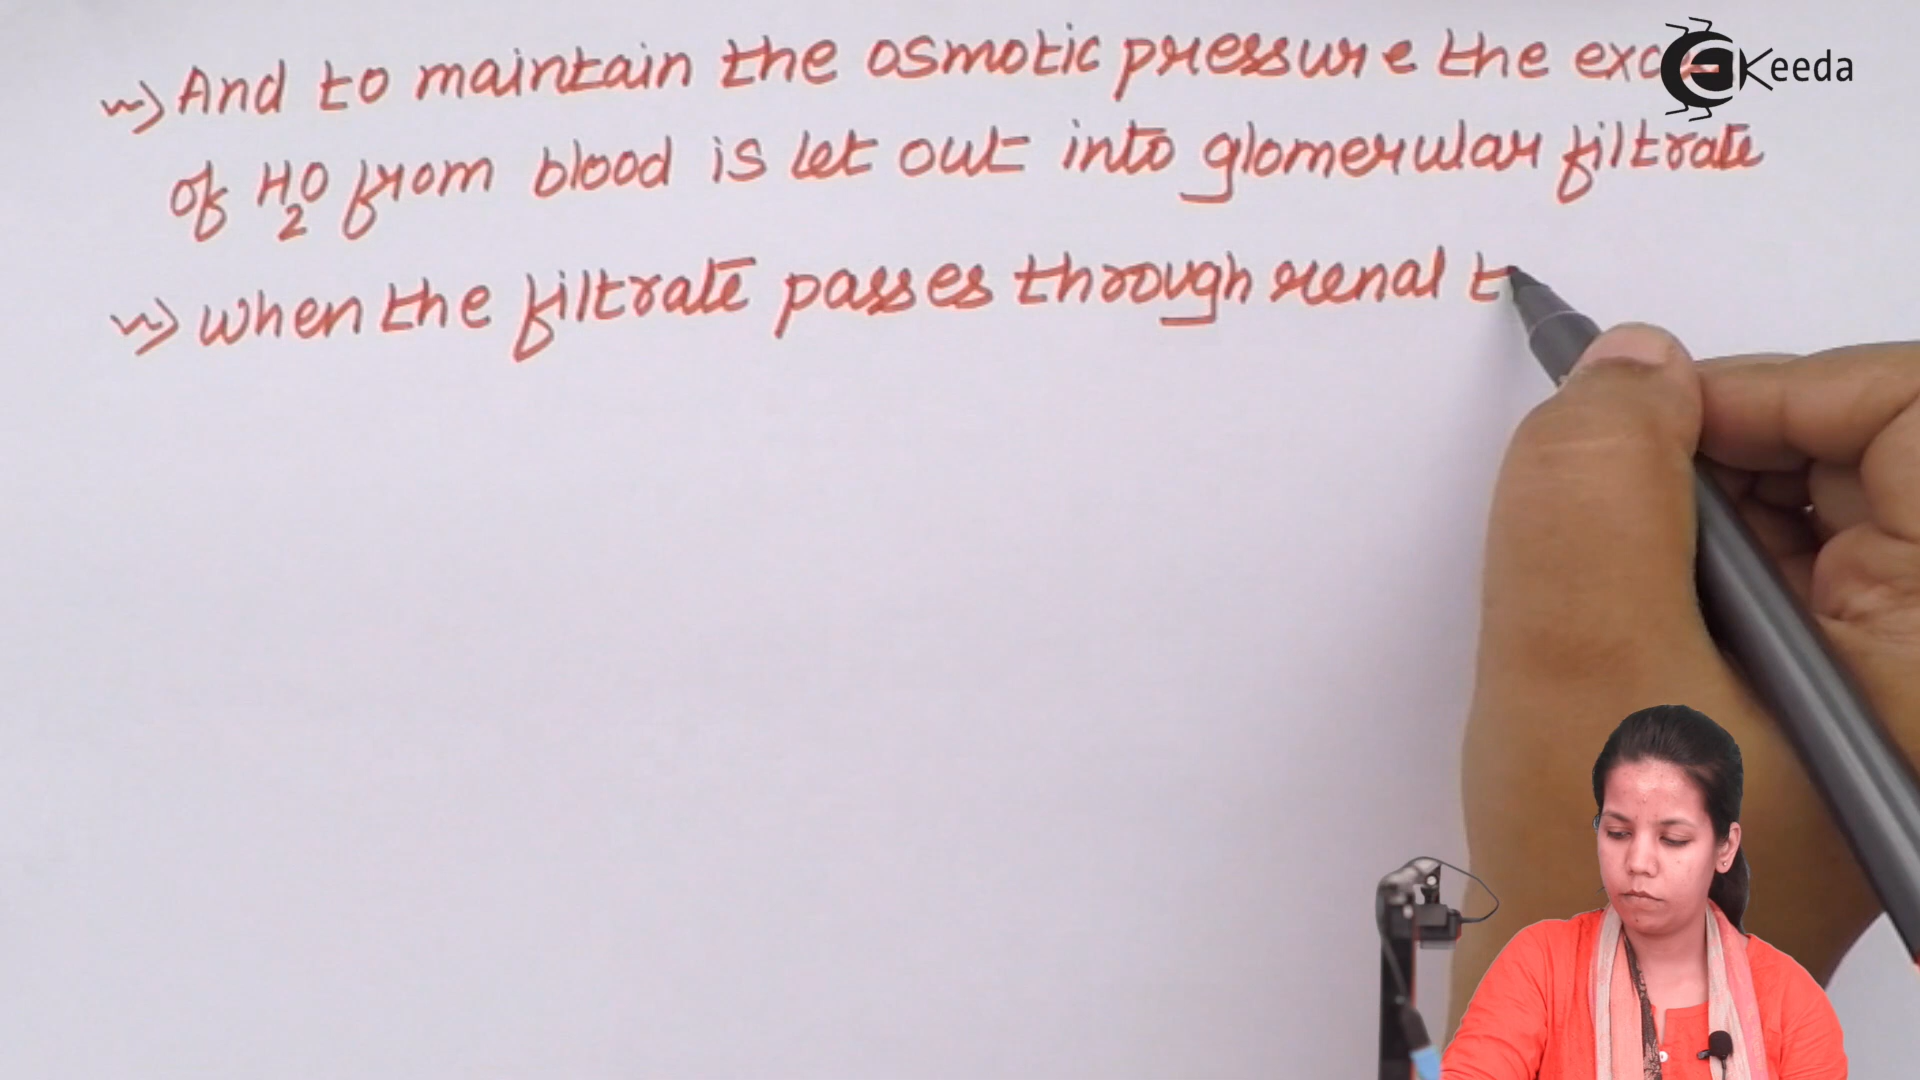 And to maintain the osmotic pressure the
of H2O from blood is let out into glomerular filtrate
when the filtrate passes through renal t
Keeda